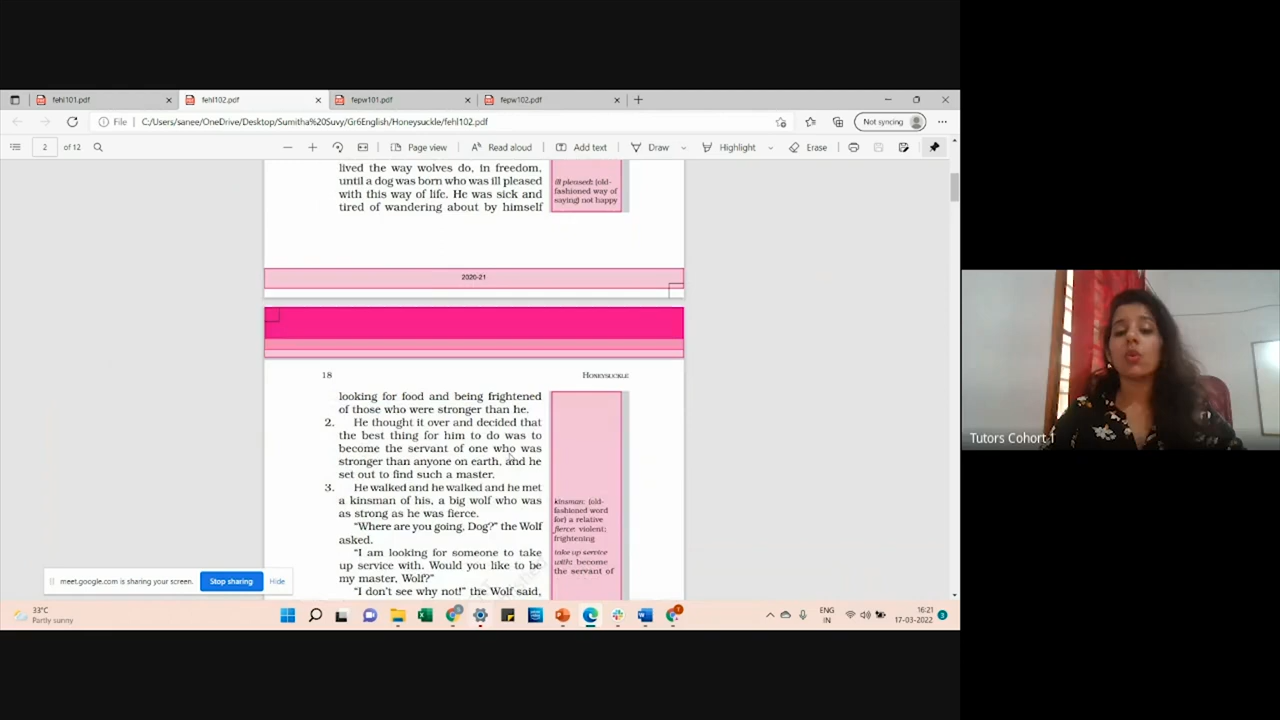 fehl101.pdf
fehl102.pdf
fepw101.pdf
fepw102.pdf
File
C:/Users/sanee/OneDrive/Desktop/Sumitha%20Suvy/Gr6English/Honeysuckle/fehl102.pdf
Not syncing
2 of 12
Page view
Read aloud
Add text
Draw
Highlight
Erase
lived the way wolves do, in freedom,
until a dog was born who was ill pleased
with this way of life. He was sick and
tired of wandering about by himself
ill pleased: (old-
fashioned way of
saying) not happy
2020-21
18
HONEYSUCKLE
looking for food and being frightened
of those who were stronger than he.
2. He thought it over and decided that
the best thing for him to do was to
become the servant of one who was
stronger than anyone on earth, and he
set out to find such a master.
3. He walked and he walked and he met
a kinsman of his, a big wolf who was
as strong as he was fierce.
"Where are you going, Dog?" the Wolf
asked.
"I am looking for someone to take
up service with. Would you like to be
my master, Wolf?"
"I don't see why not!" the Wolf said,
kinsman: (old-
fashioned word
for) a relative
fierce: violent;
frightening
take up service
with: become
the servant of
meet.google.com is sharing your screen.
Stop sharing
Hide
33°C
Partly sunny
ENG
IN
16:21
17-03-2022
3
Tutors Cohort 1